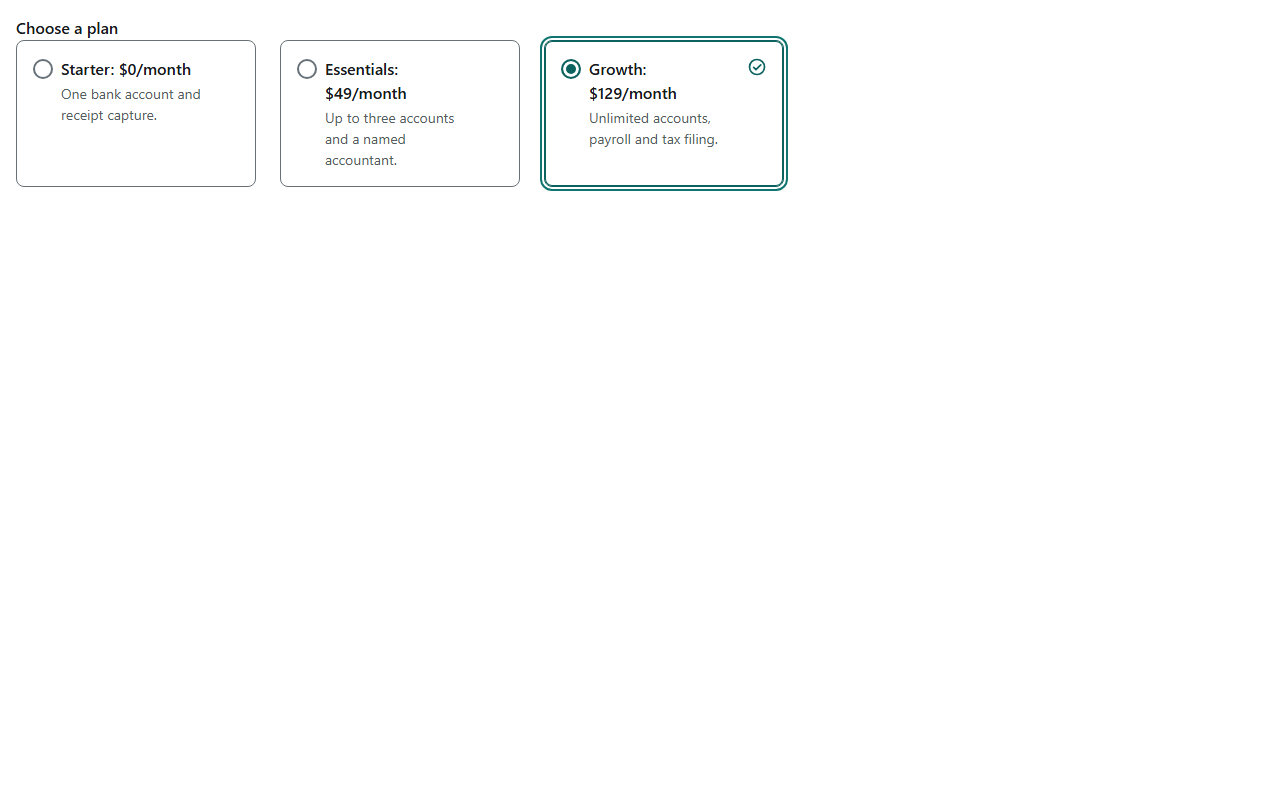 Choose a plan
Starter: $0/month
One bank account and
receipt capture.
Essentials:
$49/month
Up to three accounts
and a named
accountant.
Growth:
$129/month
Unlimited accounts,
payroll and tax filing.